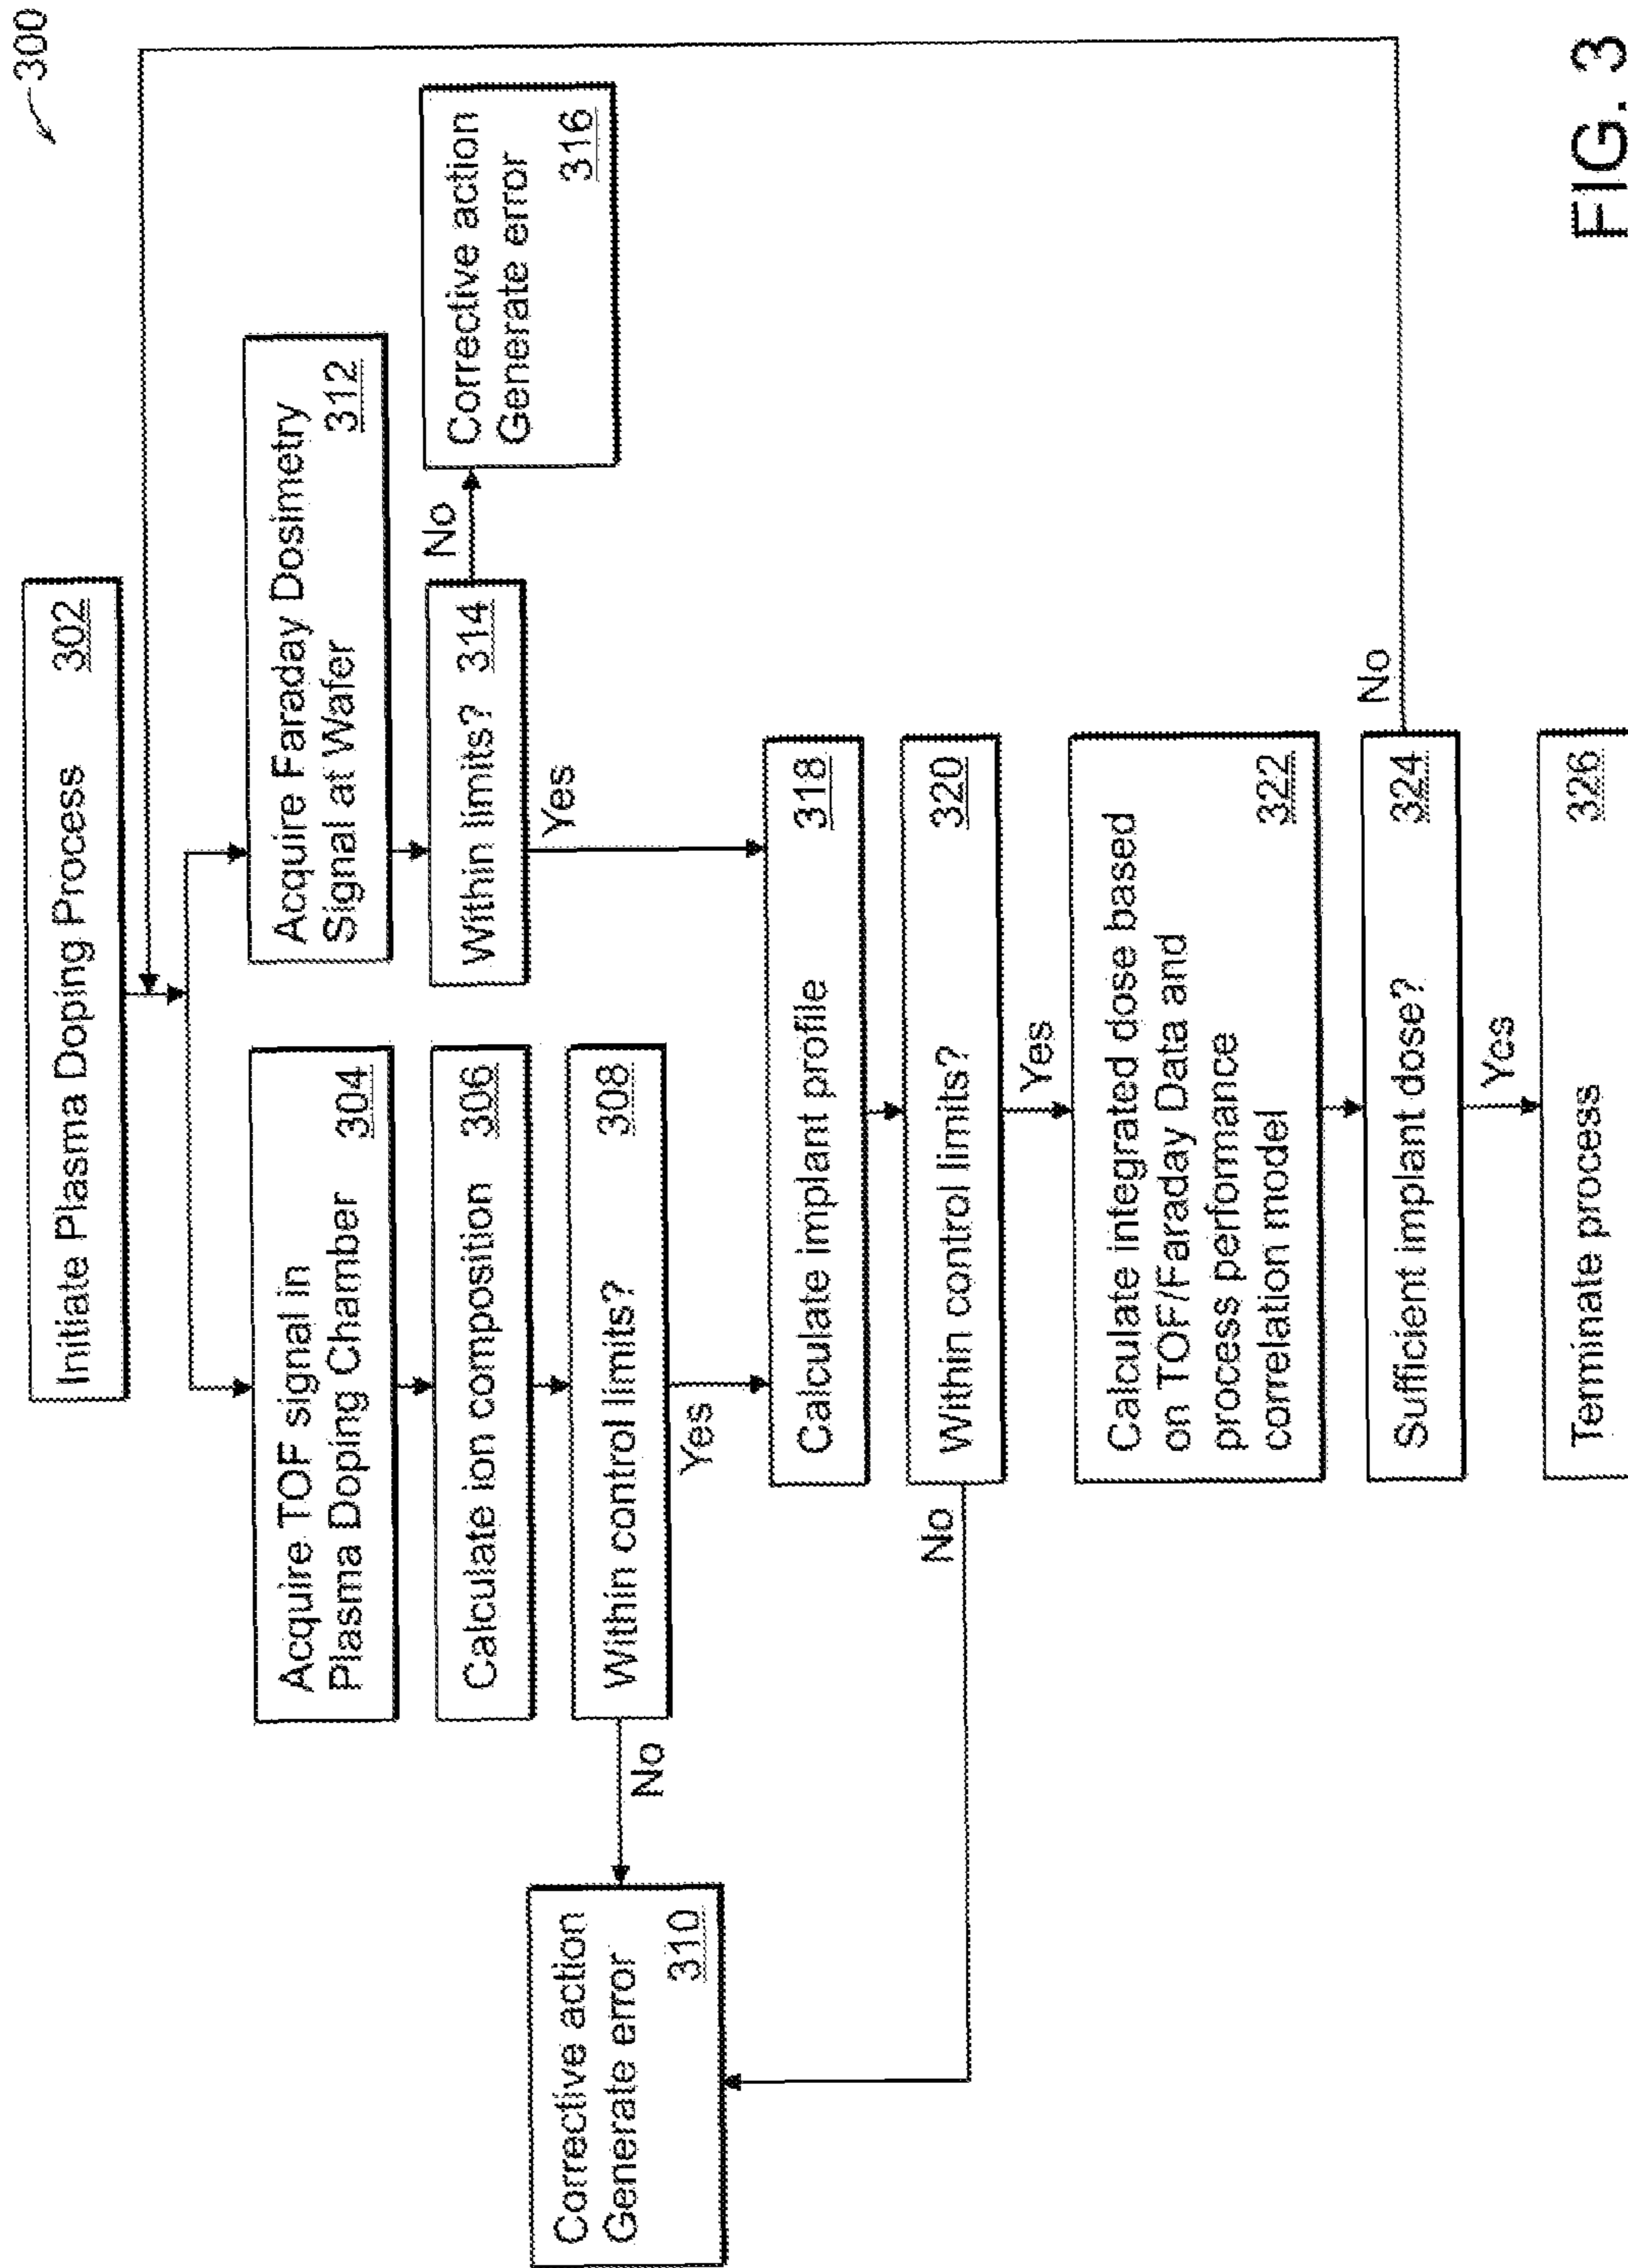 300
Initiate Plasma Doping Process 302
Acquire TOF signal in
Plasma Doping Chamber 304
Calculate ion composition 306
Within control limits? 308
No
Yes
Corrective action
Generate error
310
Acquire Faraday Dosimetry
Signal at Wafer 312
Within limits? 314
No
Yes
Corrective action
Generate error
316
Calculate implant profile 318
Within control limits? 320
No
Yes
Calculate integrated dose based
on TOF/Faraday Data and
process performance
correlation model 322
Sufficient implant dose? 324
No
Yes
Terminate process 326
FIG. 3